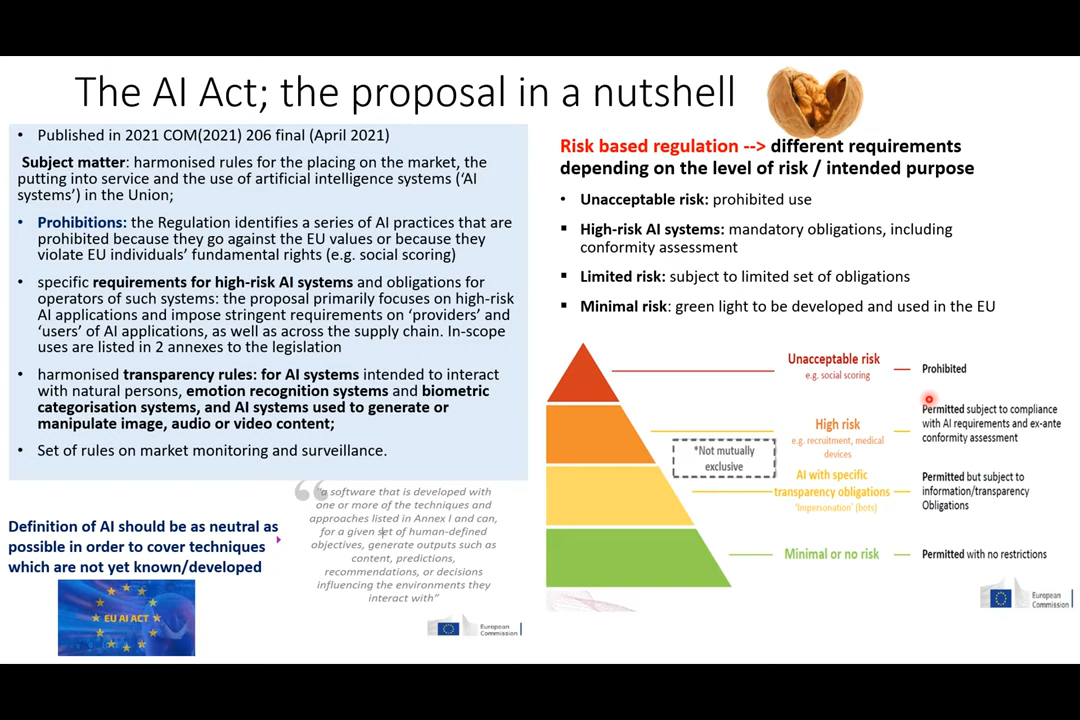 The AI Act; the proposal in a nutshell
• Published in 2021 COM(2021) 206 final (April 2021)
Subject matter: harmonised rules for the placing on the market, the
putting into service and the use of artificial intelligence systems (‘AI
systems’) in the Union;
• Prohibitions: the Regulation identifies a series of AI practices that are
prohibited because they go against the EU values or because they
violate EU individuals’ fundamental rights (e.g. social scoring)
• specific requirements for high-risk AI systems and obligations for
operators of such systems: the proposal primarily focuses on high-risk
AI applications and impose stringent requirements on ‘providers’ and
‘users’ of AI applications, as well as across the supply chain. In-scope
uses are listed in 2 annexes to the legislation
• harmonised transparency rules: for AI systems intended to interact
with natural persons, emotion recognition systems and biometric
categorisation systems, and AI systems used to generate or
manipulate image, audio or video content;
• Set of rules on market monitoring and surveillance.
Definition of AI should be as neutral as
possible in order to cover techniques
which are not yet known/developed
EU AI ACT
“a software that is developed with
one or more of the techniques and
approaches listed in Annex I and can,
for a given set of human-defined
objectives, generate outputs such as
content, predictions,
recommendations, or decisions
influencing the environments they
interact with”
European
Commission
Risk based regulation --> different requirements
depending on the level of risk / intended purpose
• Unacceptable risk: prohibited use
▪ High-risk AI systems: mandatory obligations, including
conformity assessment
▪ Limited risk: subject to limited set of obligations
▪ Minimal risk: green light to be developed and used in the EU
Unacceptable risk
e.g. social scoring
Prohibited
High risk
e.g. recruitment, medical
devices
Permitted subject to compliance
with AI requirements and ex-ante
conformity assessment
*Not mutually
exclusive
AI with specific
transparency obligations
‘Impersonation’ (bots)
Permitted but subject to
information/transparency
Obligations
Minimal or no risk
Permitted with no restrictions
European
Commission